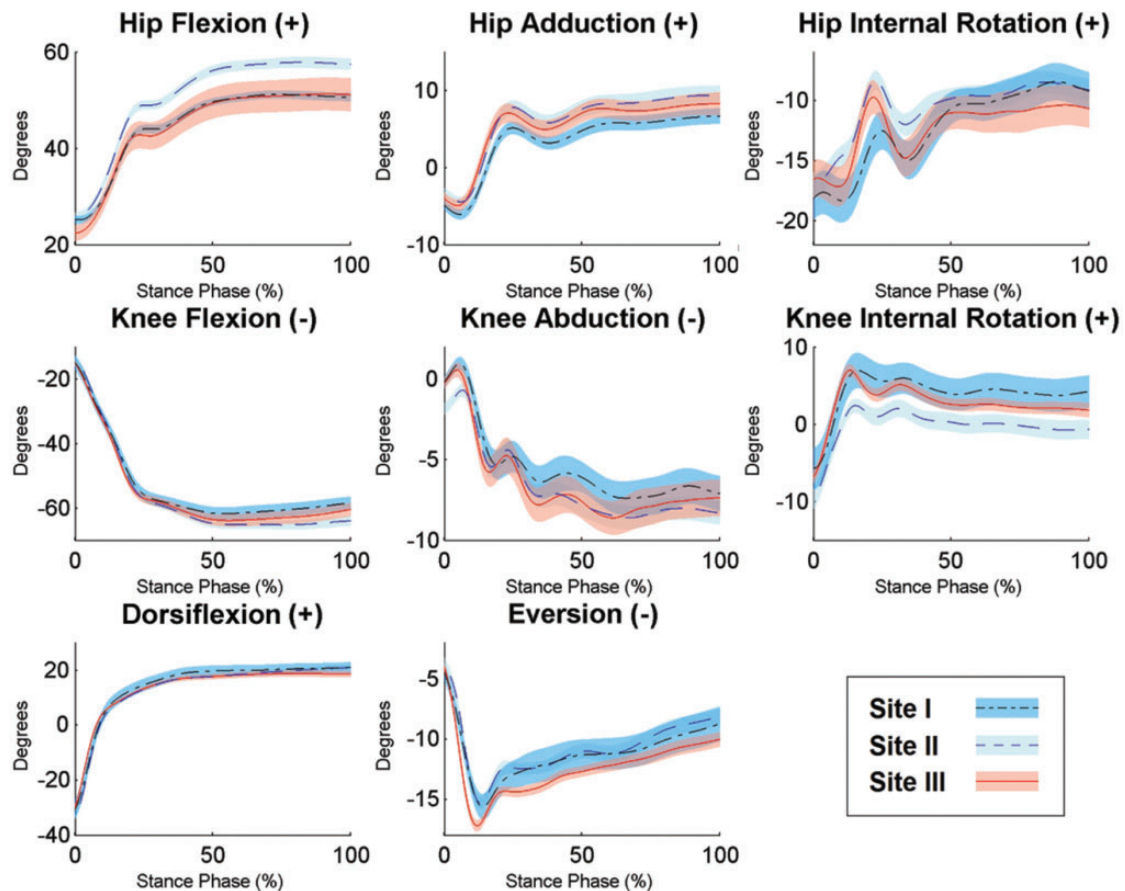 Hip Flexion (+)
Hip Adduction (+)
Hip Internal Rotation (+)
60
40
20
Degrees
0
50
100
Stance Phase (%)
10
0
-10
Degrees
0
50
100
Stance Phase (%)
-10
-15
-20
Degrees
0
50
100
Stance Phase (%)
Knee Flexion (-)
Knee Abduction (-)
Knee Internal Rotation (+)
-20
-40
-60
Degrees
0
50
100
Stance Phase (%)
0
-5
-10
Degrees
0
50
100
Stance Phase (%)
10
0
-10
Degrees
0
50
100
Stance Phase (%)
Dorsiflexion (+)
Eversion (-)
20
0
-20
-40
Degrees
0
50
100
Stance Phase (%)
-5
-10
-15
Degrees
0
50
100
Stance Phase (%)
Site I
Site II
Site III